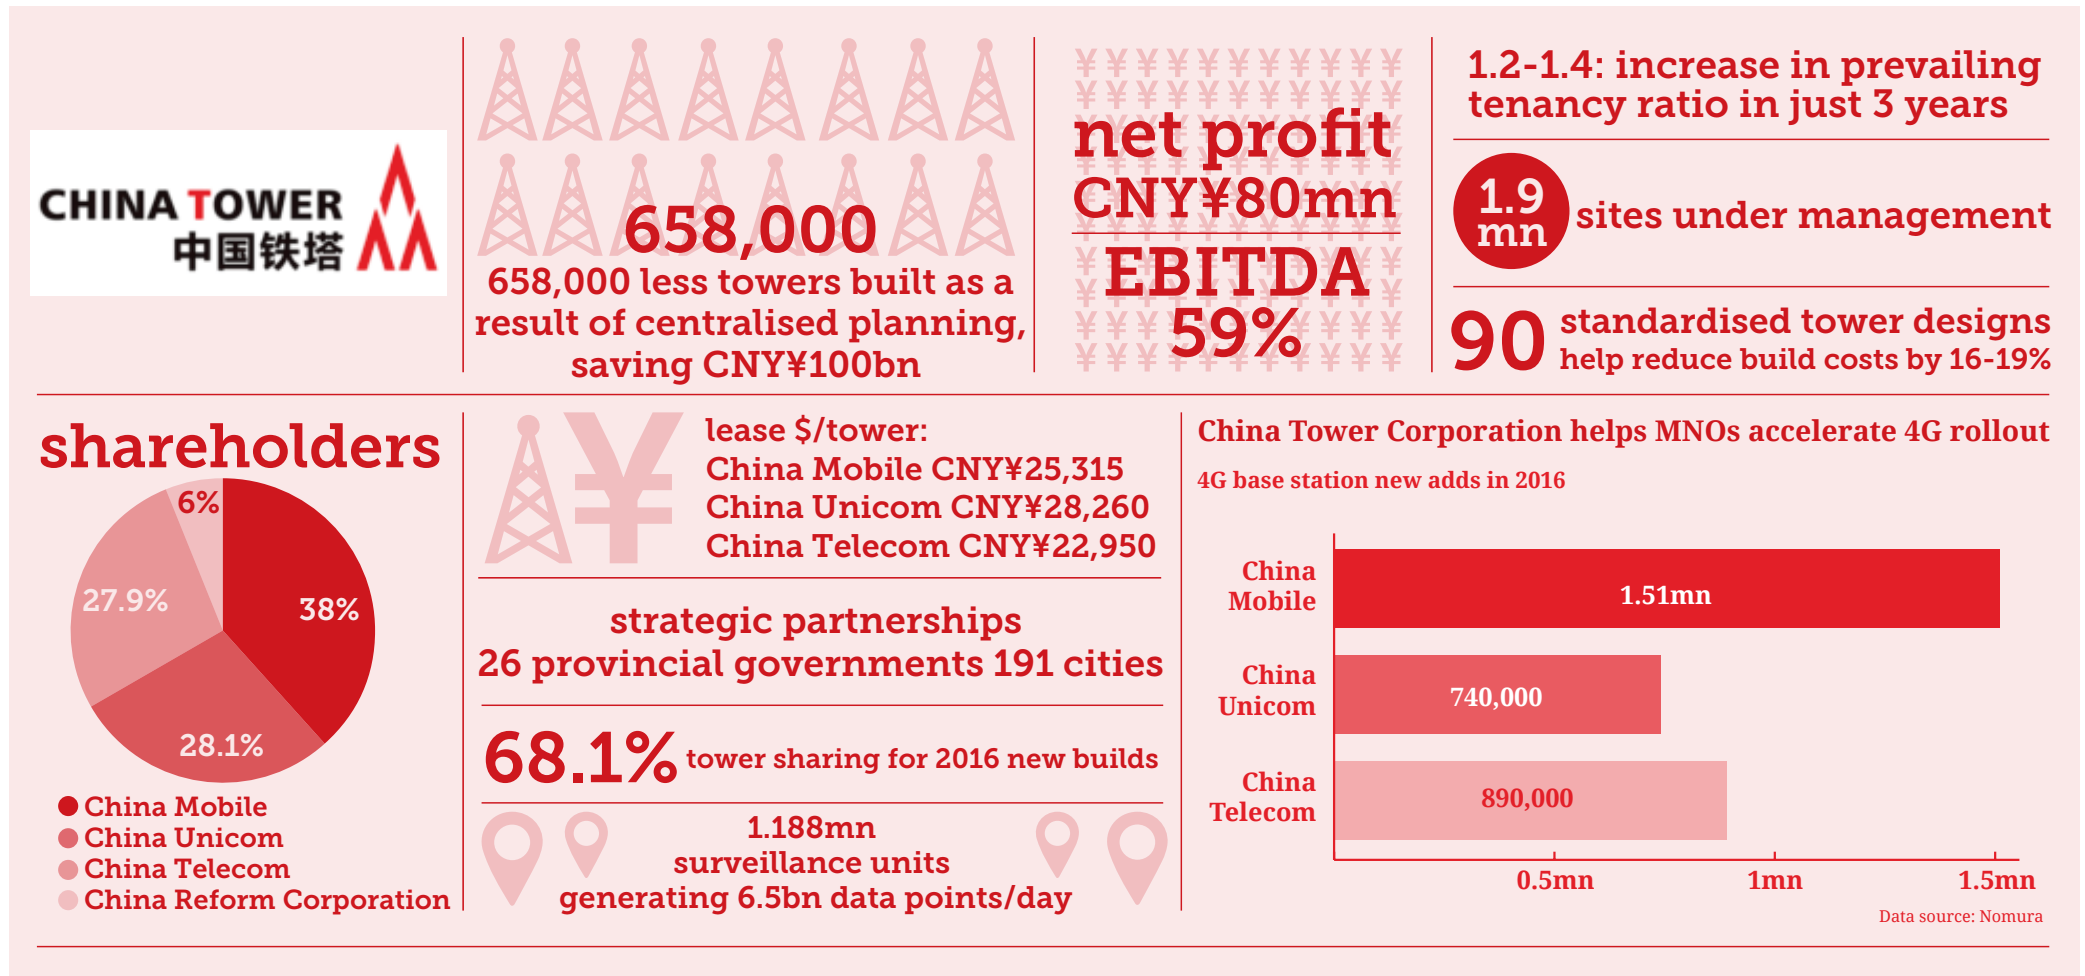 CHINA TOWER
中国铁塔
658,000
658,000 less towers built as a
result of centralised planning,
saving CNY¥100bn
net profit
CNY¥80mn
EBITDA
59%
1.2-1.4: increase in prevailing
tenancy ratio in just 3 years
1.9
mn
sites under management
90
standardised tower designs
help reduce build costs by 16-19%
shareholders
6%
38%
27.9%
28.1%
China Mobile
China Unicom
China Telecom
China Reform Corporation
lease $/tower:
China Mobile CNY¥25,315
China Unicom CNY¥28,260
China Telecom CNY¥22,950
strategic partnerships
26 provincial governments 191 cities
68.1% tower sharing for 2016 new builds
1.188mn
surveillance units
generating 6.5bn data points/day
China Tower Corporation helps MNOs accelerate 4G rollout
4G base station new adds in 2016
China
Mobile
1.51mn
China
Unicom
740,000
China
Telecom
890,000
0.5mn
1mn
1.5mn
Data source: Nomura